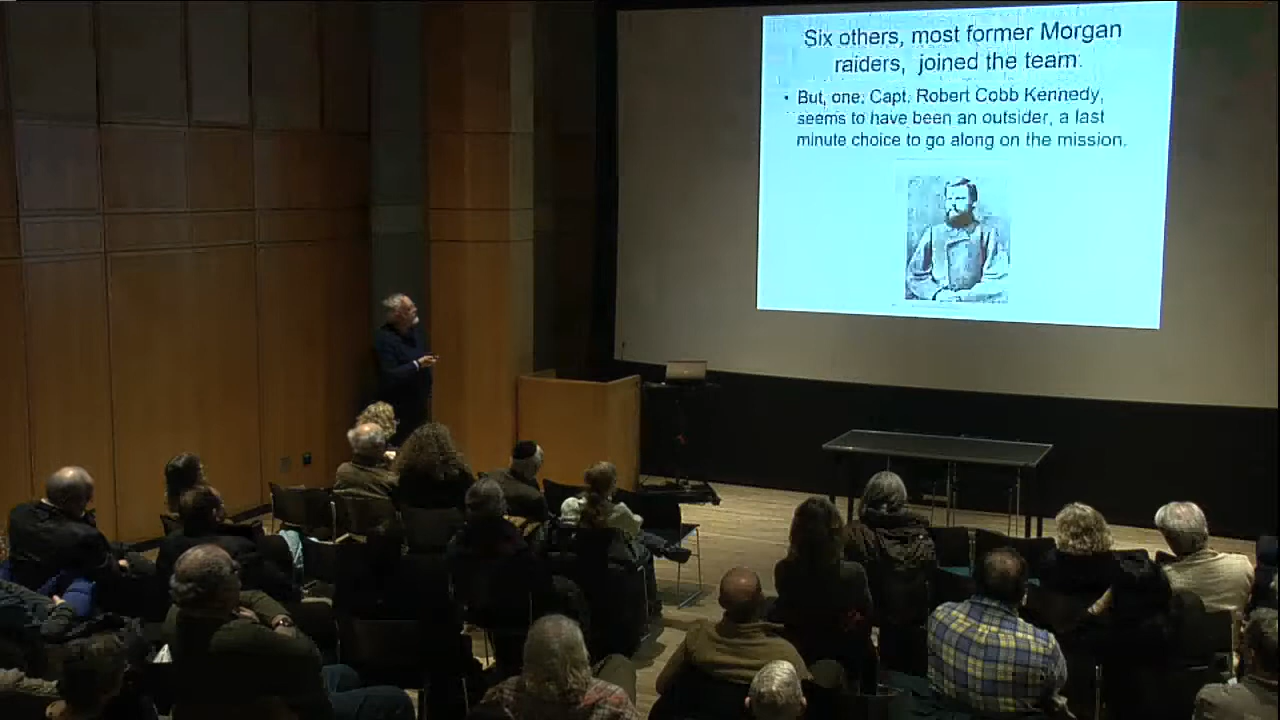 Six others, most former Morgan
raiders, joined the team.
• But, one, Capt. Robert Cobb Kennedy,
seems to have been an outsider, a last
minute choice to go along on the mission.